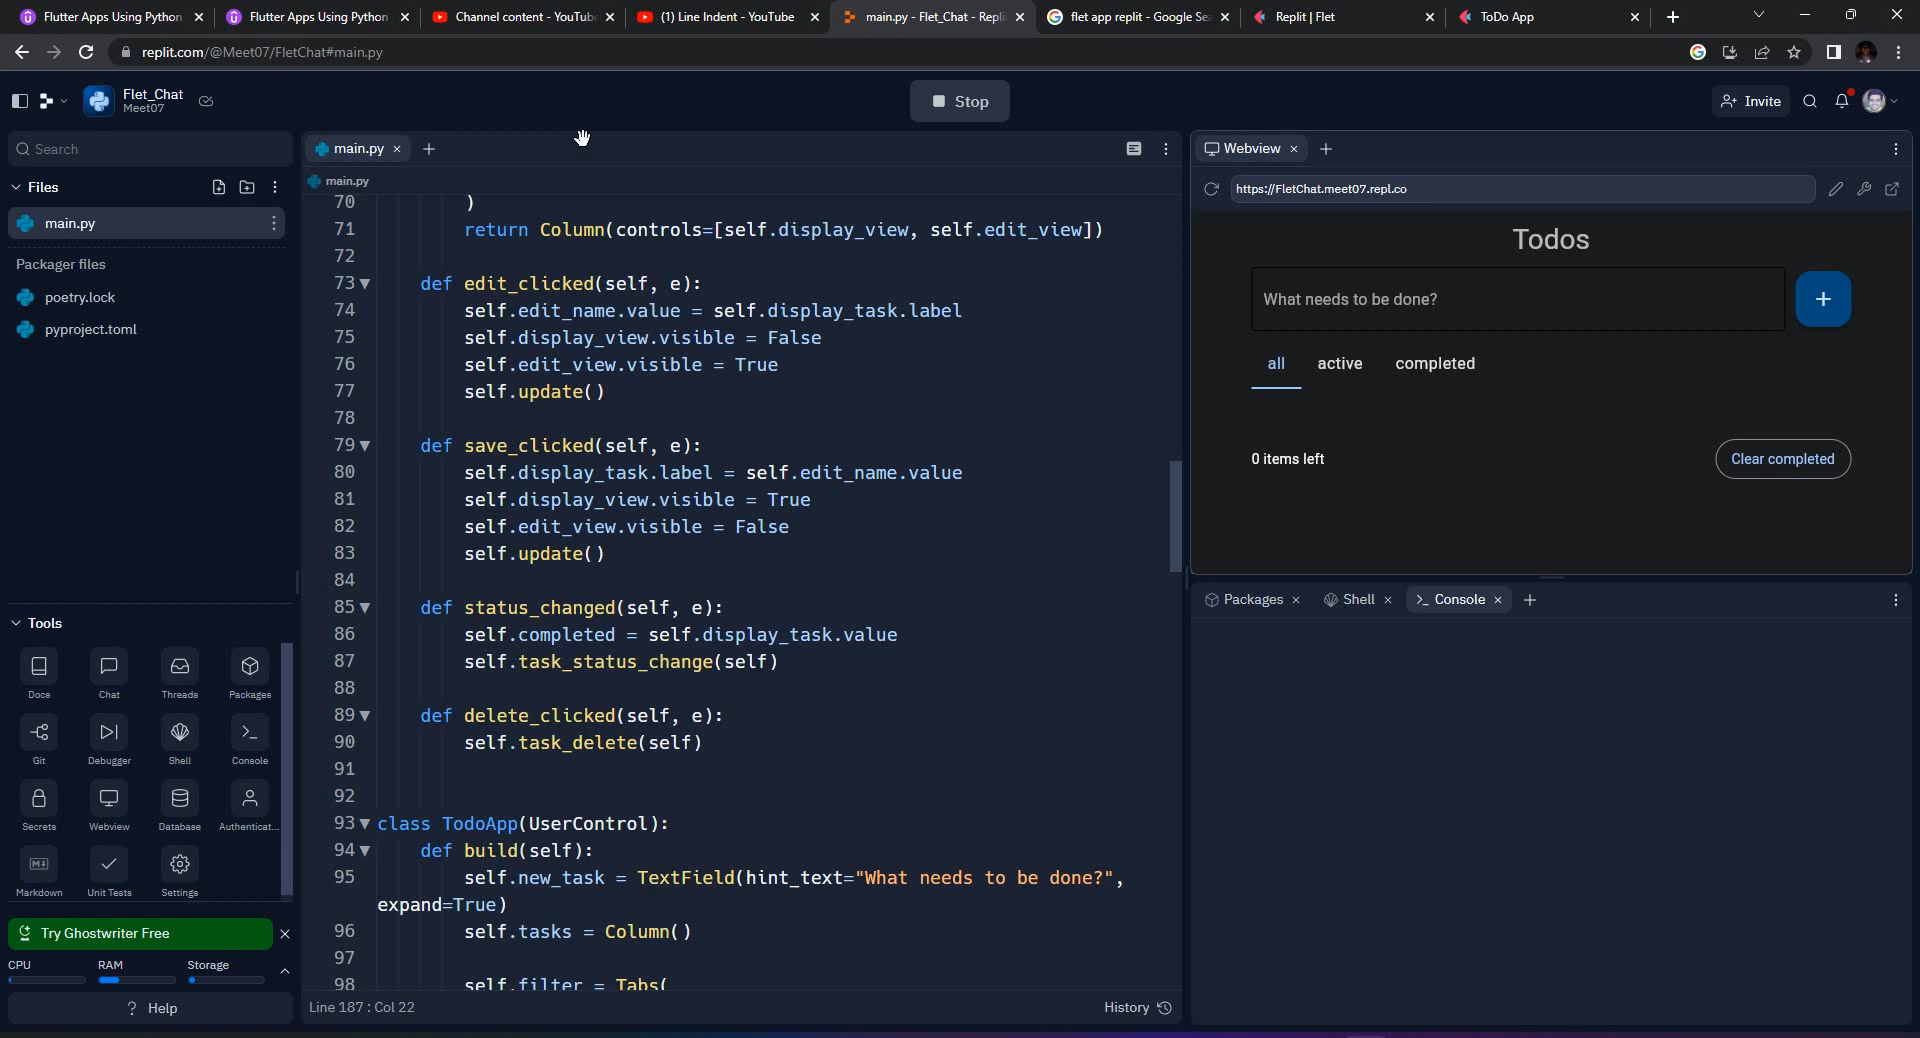 Flutter Apps Using Python
Flutter Apps Using Python
Channel content - YouTub
(1) Line Indent - YouTube
main.py - Flet_Chat - Repli
flet app replit - Google Se
Replit | Flet
ToDo App
replit.com/@Meet07/FletChat#main.py
Flet_Chat
Meet07
Stop
Invite
Search
Files
main.py
Packager files
poetry.lock
pyproject.toml
Tools
Docs
Chat
Threads
Packages
Git
Debugger
Shell
Console
Secrets
Webview
Database
Authenticat...
Markdown
Unit Tests
Settings
Try Ghostwriter Free
CPU
RAM
Storage
? Help
main.py
main.py
70 )
71 return Column(controls=[self.display_view, self.edit_view])
72
73 def edit_clicked(self, e):
74 self.edit_name.value = self.display_task.label
75 self.display_view.visible = False
76 self.edit_view.visible = True
77 self.update()
78
79 def save_clicked(self, e):
80 self.display_task.label = self.edit_name.value
81 self.display_view.visible = True
82 self.edit_view.visible = False
83 self.update()
84
85 def status_changed(self, e):
86 self.completed = self.display_task.value
87 self.task_status_change(self)
88
89 def delete_clicked(self, e):
90 self.task_delete(self)
91
92
93 class TodoApp(UserControl):
94 def build(self):
95 self.new_task = TextField(hint_text="What needs to be done?",
expand=True)
96 self.tasks = Column()
97
98 self.filter = Tabs(
Line 187 : Col 22
History
Webview
https://FletChat.meet07.repl.co
Todos
What needs to be done?
+
all
active
completed
0 items left
Clear completed
Packages
Shell
Console